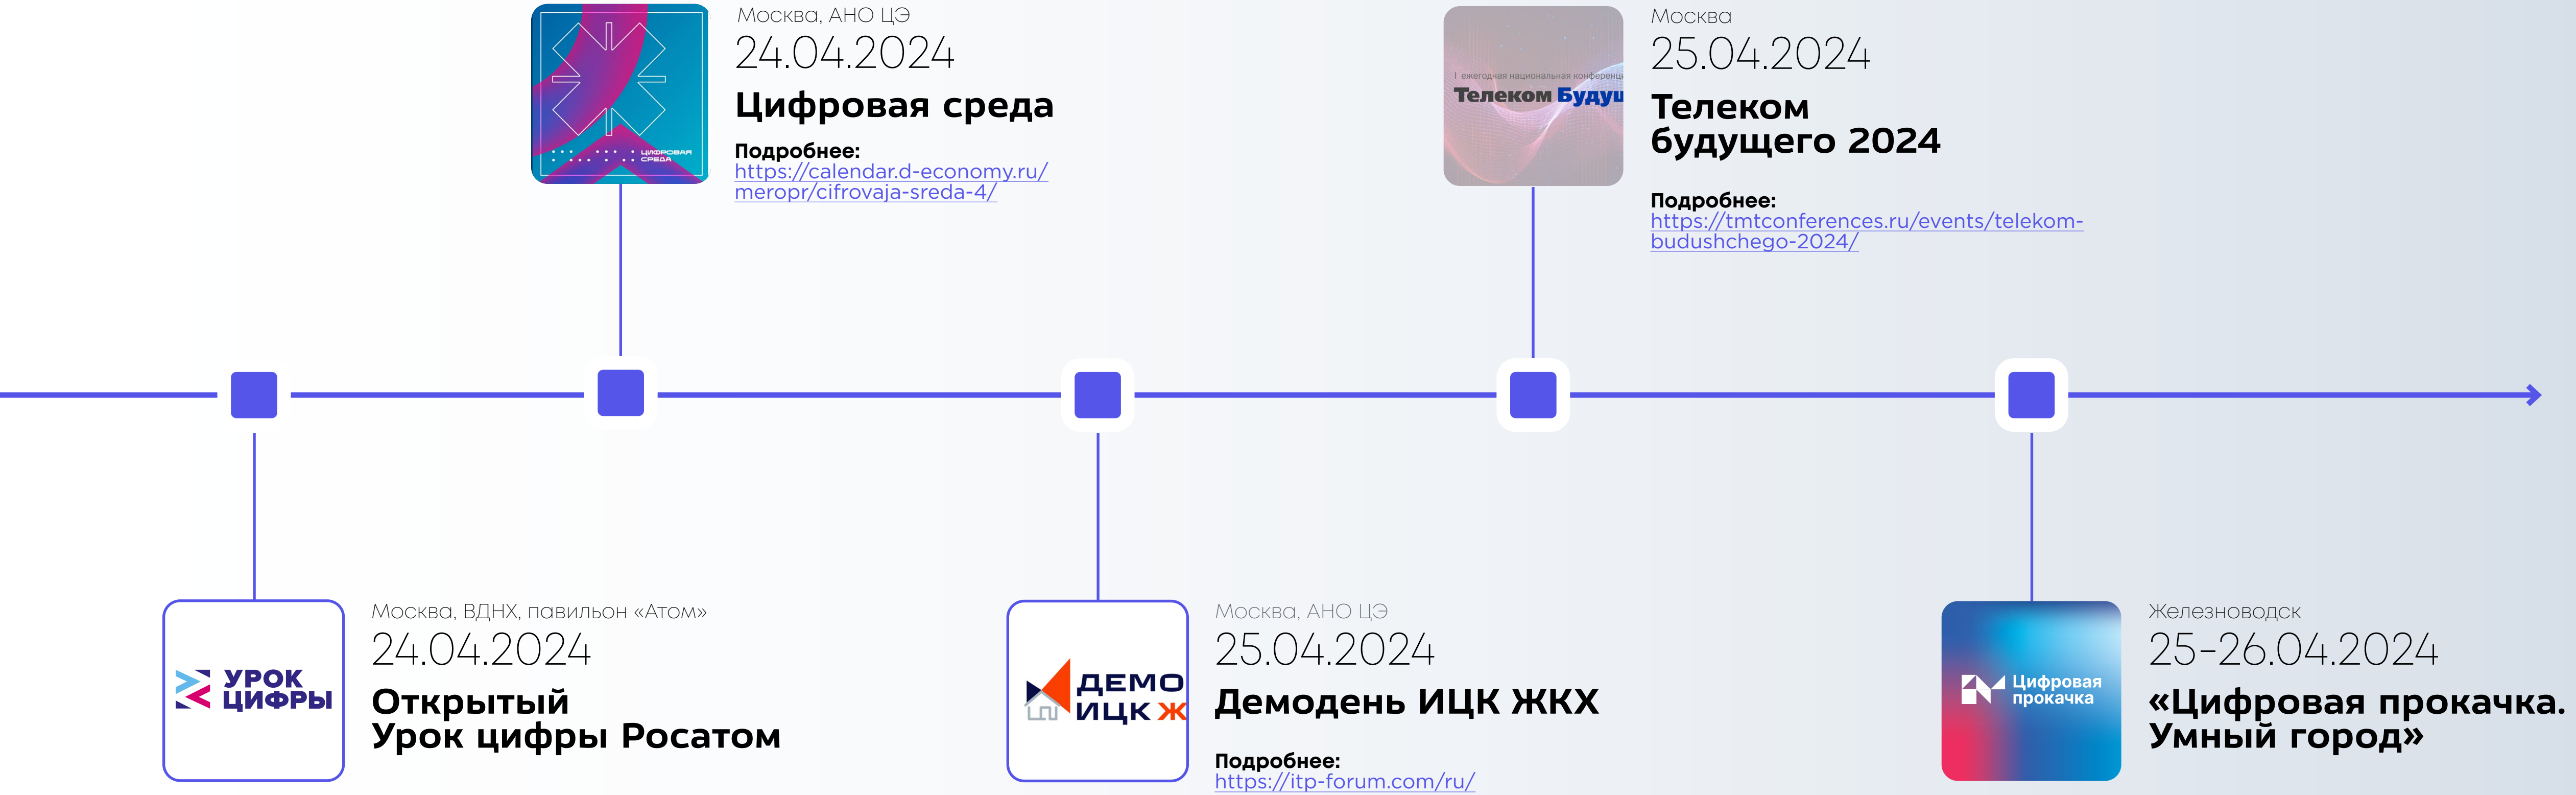 Москва, АНО ЦЭ
24.04.2024
Цифровая среда
Подробнее:
https://calendar.d-economy.ru/
meropr/cifrovaja-sreda-4/
ЦИФРОВАЯ
СРЕДА
Москва
25.04.2024
Телеком
будущего 2024
Подробнее:
https://tmtconferences.ru/events/telekom-
budushchego-2024/
I ежегодная национальная конференци
Телеком Будущ
УРОК
ЦИФРЫ
Москва, ВДНХ, павильон «Атом»
24.04.2024
Открытый
Урок цифры Росатом
ДЕМО
ИЦК Ж
Москва, АНО ЦЭ
25.04.2024
Демодень ИЦК ЖКХ
Подробнее:
https://itp-forum.com/ru/
Цифровая
прокачка
Железноводск
25-26.04.2024
«Цифровая прокачка.
Умный город»